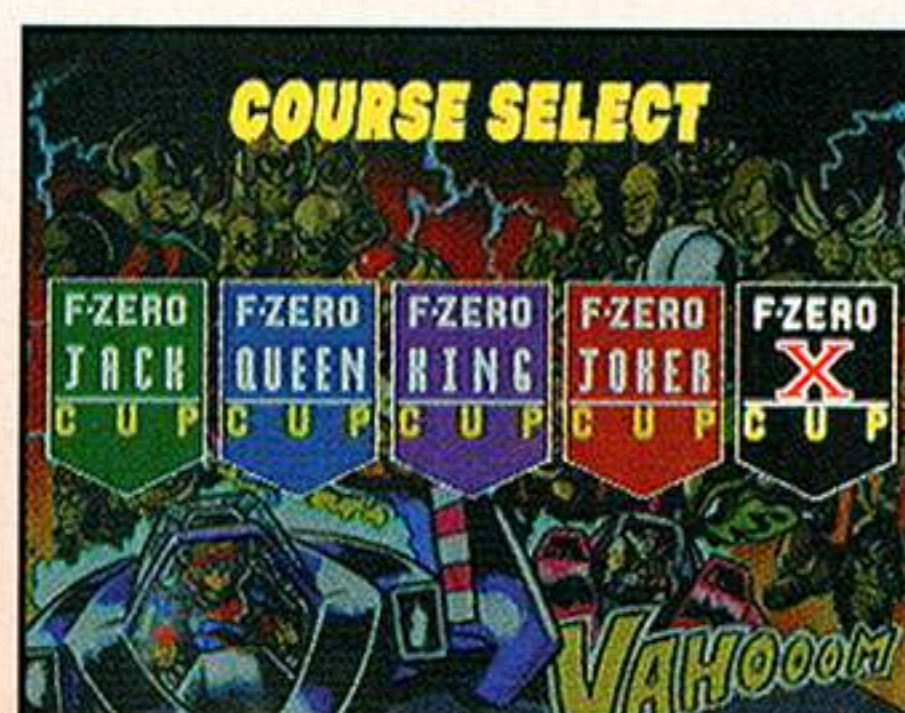 COURSE SELECT
F-ZERO JACK CUP
F-ZERO QUEEN CUP
F-ZERO KING CUP
F-ZERO JOKER CUP
F-ZERO X CUP
VAHOOOM